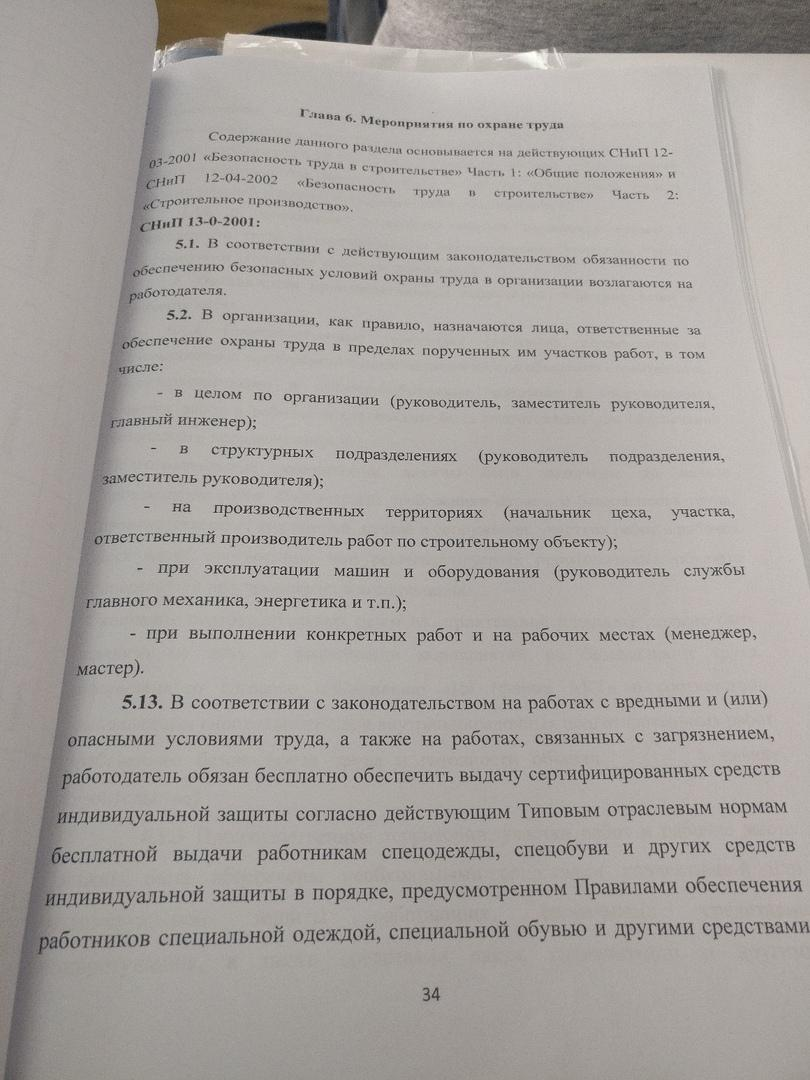 Глава 6. Мероприятия по охране труда
Содержание данного раздела основывается на действующих СНиП 12-
03-2001 «Безопасность труда в строительстве» Часть 1: «Общие положения» и
СНиП 12-04-2002 «Безопасность труда в строительстве» Часть 2:
«Строительное производство».
СНиП 13-0-2001:
5.1. В соответствии с действующим законодательством обязанности по
обеспечению безопасных условий охраны труда в организации возлагаются на
работодателя.
5.2. В организации, как правило, назначаются лица, ответственные за
обеспечение охраны труда в пределах порученных им участков работ, в том
числе:
- в целом по организации (руководитель, заместитель руководителя,
главный инженер);
- в структурных подразделениях (руководитель подразделения,
заместитель руководителя);
- на производственных территориях (начальник цеха, участка,
ответственный производитель работ по строительному объекту);
- при эксплуатации машин и оборудования (руководитель службы
главного механика, энергетика и т.п.);
- при выполнении конкретных работ и на рабочих местах (менеджер,
мастер).
5.13. В соответствии с законодательством на работах с вредными и (или)
опасными условиями труда, а также на работах, связанных с загрязнением,
работодатель обязан бесплатно обеспечить выдачу сертифицированных средств
индивидуальной защиты согласно действующим Типовым отраслевым нормам
бесплатной выдачи работникам спецодежды, спецобуви и других средств
индивидуальной защиты в порядке, предусмотренном Правилами обеспечения
работников специальной одеждой, специальной обувью и другими средствами
34